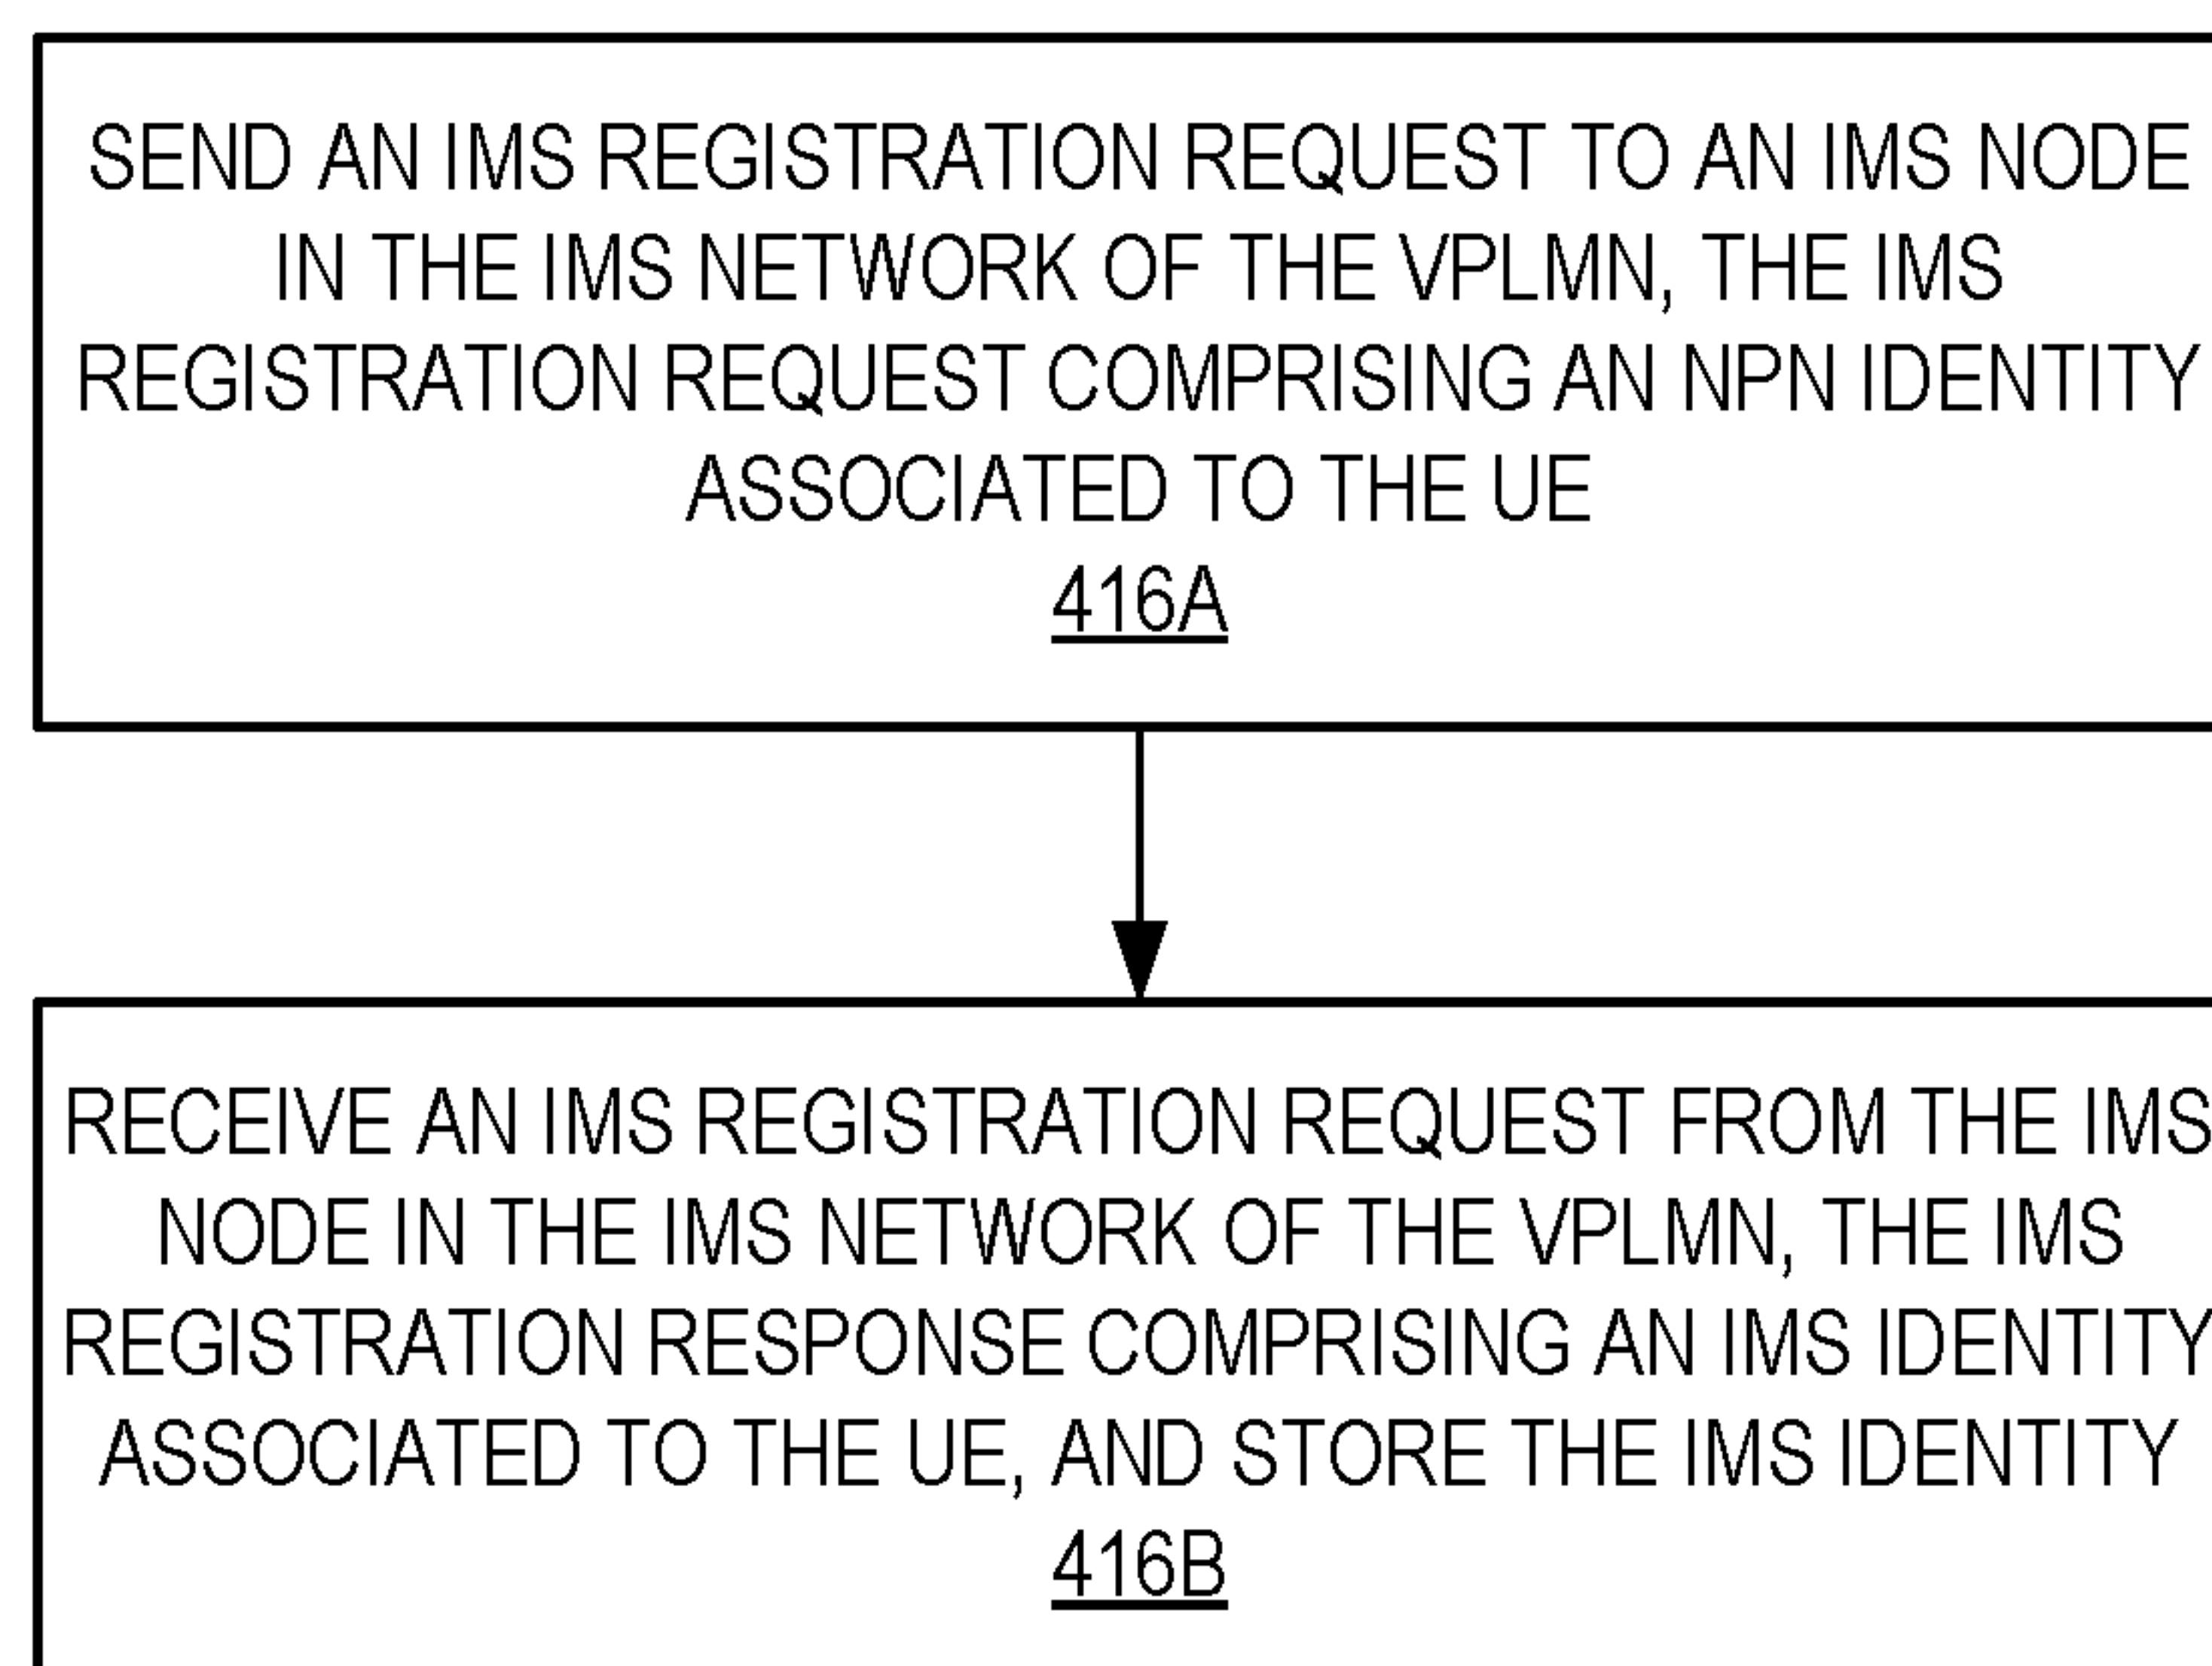 SEND AN IMS REGISTRATION REQUEST TO AN IMS NODE
IN THE IMS NETWORK OF THE VPLMN, THE IMS
REGISTRATION REQUEST COMPRISING AN NPN IDENTITY
ASSOCIATED TO THE UE
416A
RECEIVE AN IMS REGISTRATION REQUEST FROM THE IMS
NODE IN THE IMS NETWORK OF THE VPLMN, THE IMS
REGISTRATION RESPONSE COMPRISING AN IMS IDENTITY
ASSOCIATED TO THE UE, AND STORE THE IMS IDENTITY
416B